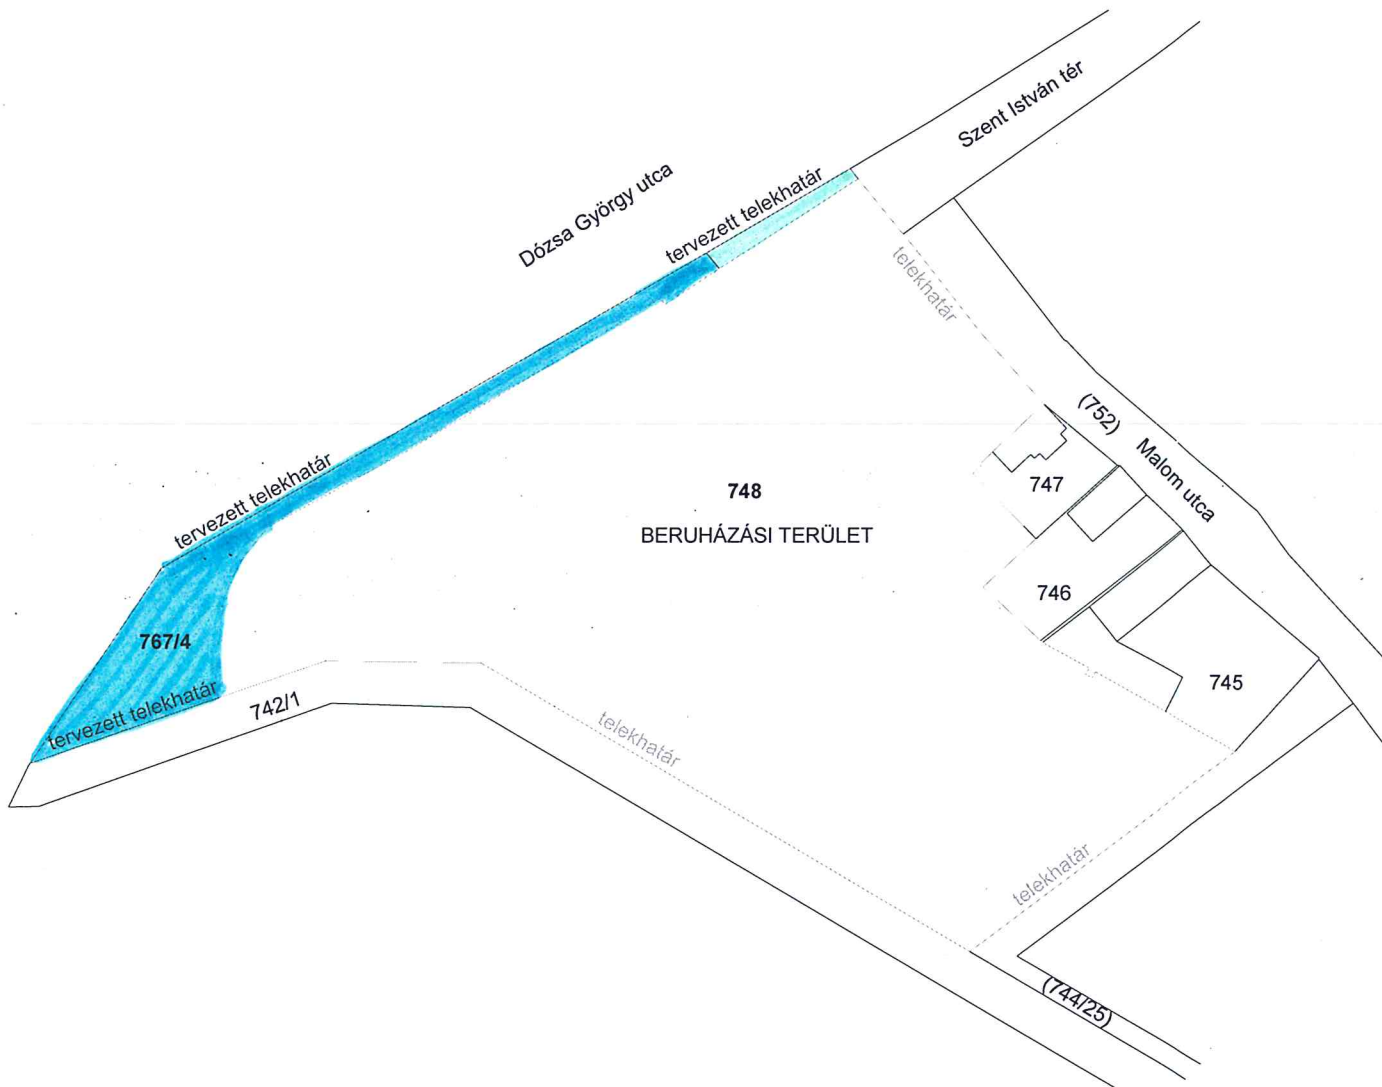 Szent István tér
Dózsa György utca
tervezett telekhatár
telekhatár
(752)
Malom utca
tervezett telekhatár
747
748
BERUHÁZÁSI TERÜLET
746
767/4
745
tervezett telekhatár
742/1
telekhatár
telekhatár
(744/25)